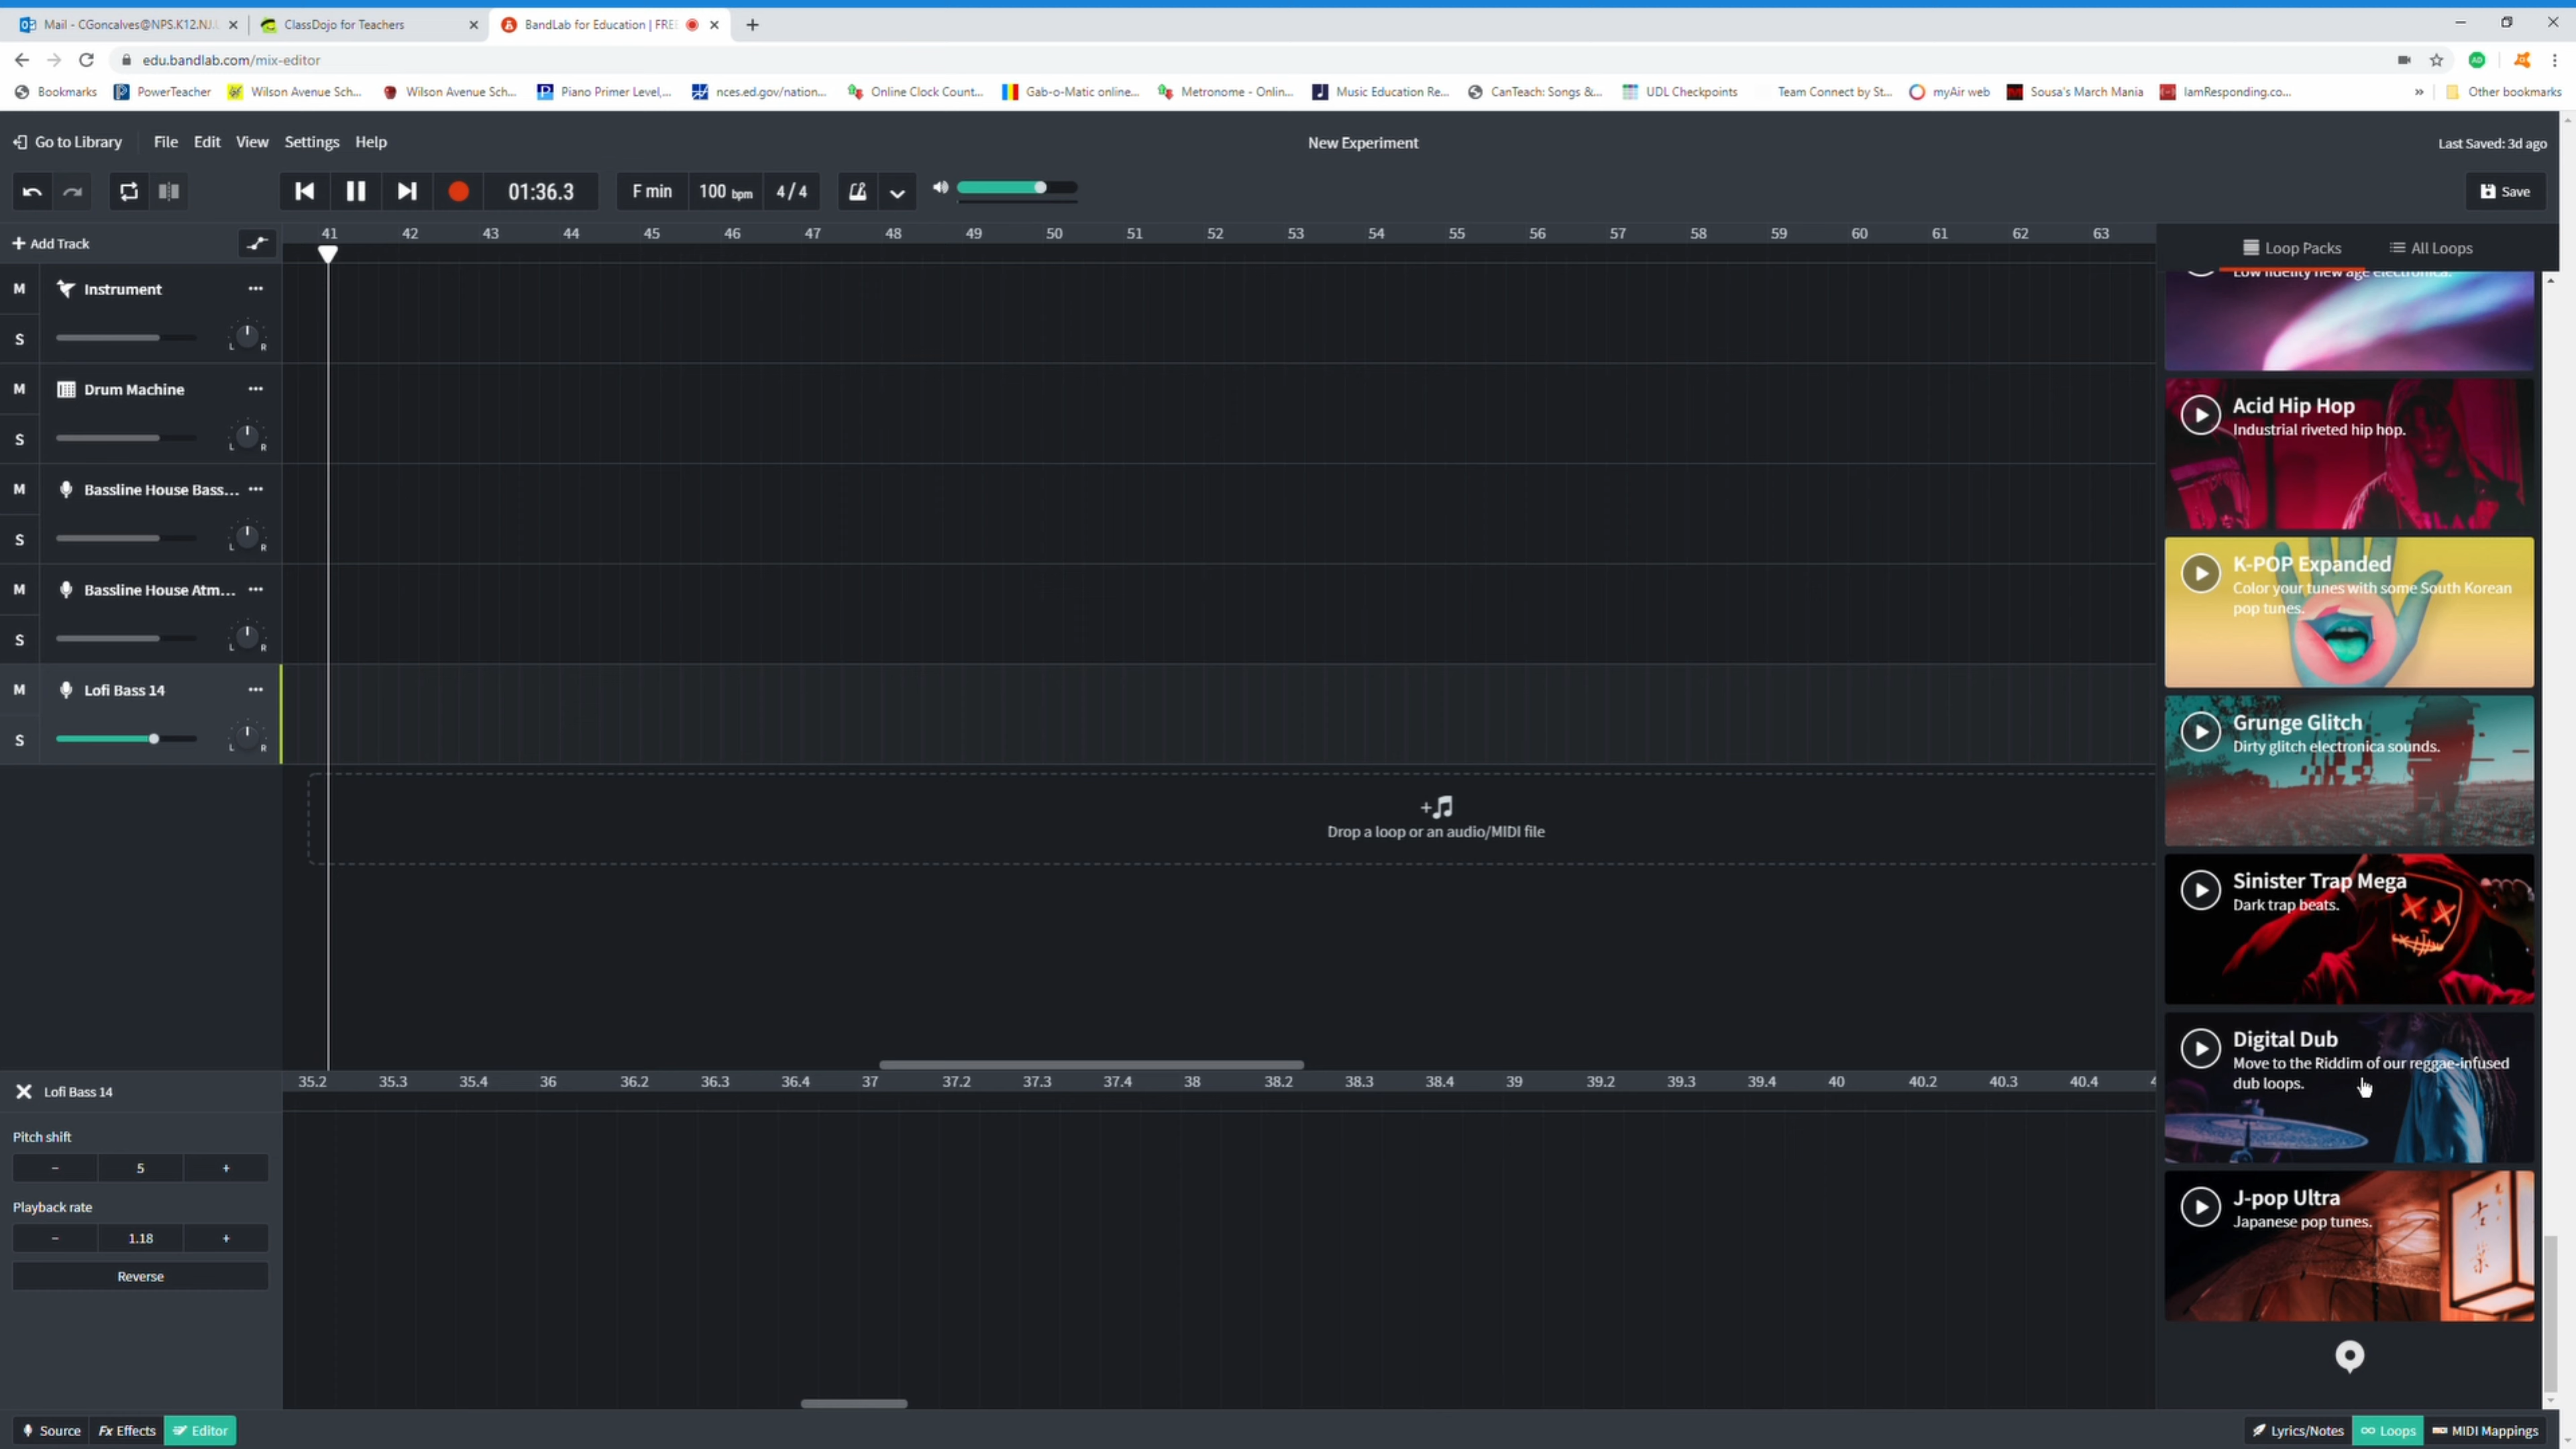 Mail - CGoncalves@NPS.K12.NJ.U
ClassDojo for Teachers
BandLab for Education | FREE
edu.bandlab.com/mix-editor
Bookmarks
PowerTeacher
Wilson Avenue Sch...
Wilson Avenue Sch...
Piano Primer Level,...
nces.ed.gov/nation...
Online Clock Count...
Gab-o-Matic online...
Metronome - Onlin...
Music Education Re...
CanTeach: Songs &...
UDL Checkpoints
Team Connect by St...
myAir web
Sousa's March Mania
IamResponding.co...
»
Other bookmarks
Go to Library File Edit View Settings Help
New Experiment
Last Saved: 3d ago
01:36.3
F min
100 bpm
4 / 4
Save
+ Add Track
41 42 43 44 45 46 47 48 49 50 51 52 53 54 55 56 57 58 59 60 61 62 63
Loop Packs
All Loops
M Instrument ...
S L R
M Drum Machine ...
S L R
M Bassline House Bass... ...
S L R
M Bassline House Atm... ...
S L R
M Lofi Bass 14 ...
S L R
Drop a loop or an audio/MIDI file
Low fidelity new age electronica.
Acid Hip Hop
Industrial riveted hip hop.
K-POP Expanded
Color your tunes with some South Korean
pop tunes.
Grunge Glitch
Dirty glitch electronica sounds.
Sinister Trap Mega
Dark trap beats.
Digital Dub
Move to the Riddim of our reggae-infused
dub loops.
J-pop Ultra
Japanese pop tunes.
Lofi Bass 14
35.2 35.3 35.4 36 36.2 36.3 36.4 37 37.2 37.3 37.4 38 38.2 38.3 38.4 39 39.2 39.3 39.4 40 40.2 40.3 40.4
Pitch shift
− 5 +
Playback rate
− 1.18 +
Reverse
Source
Fx Effects
Editor
Lyrics/Notes
Loops
MIDI Mappings